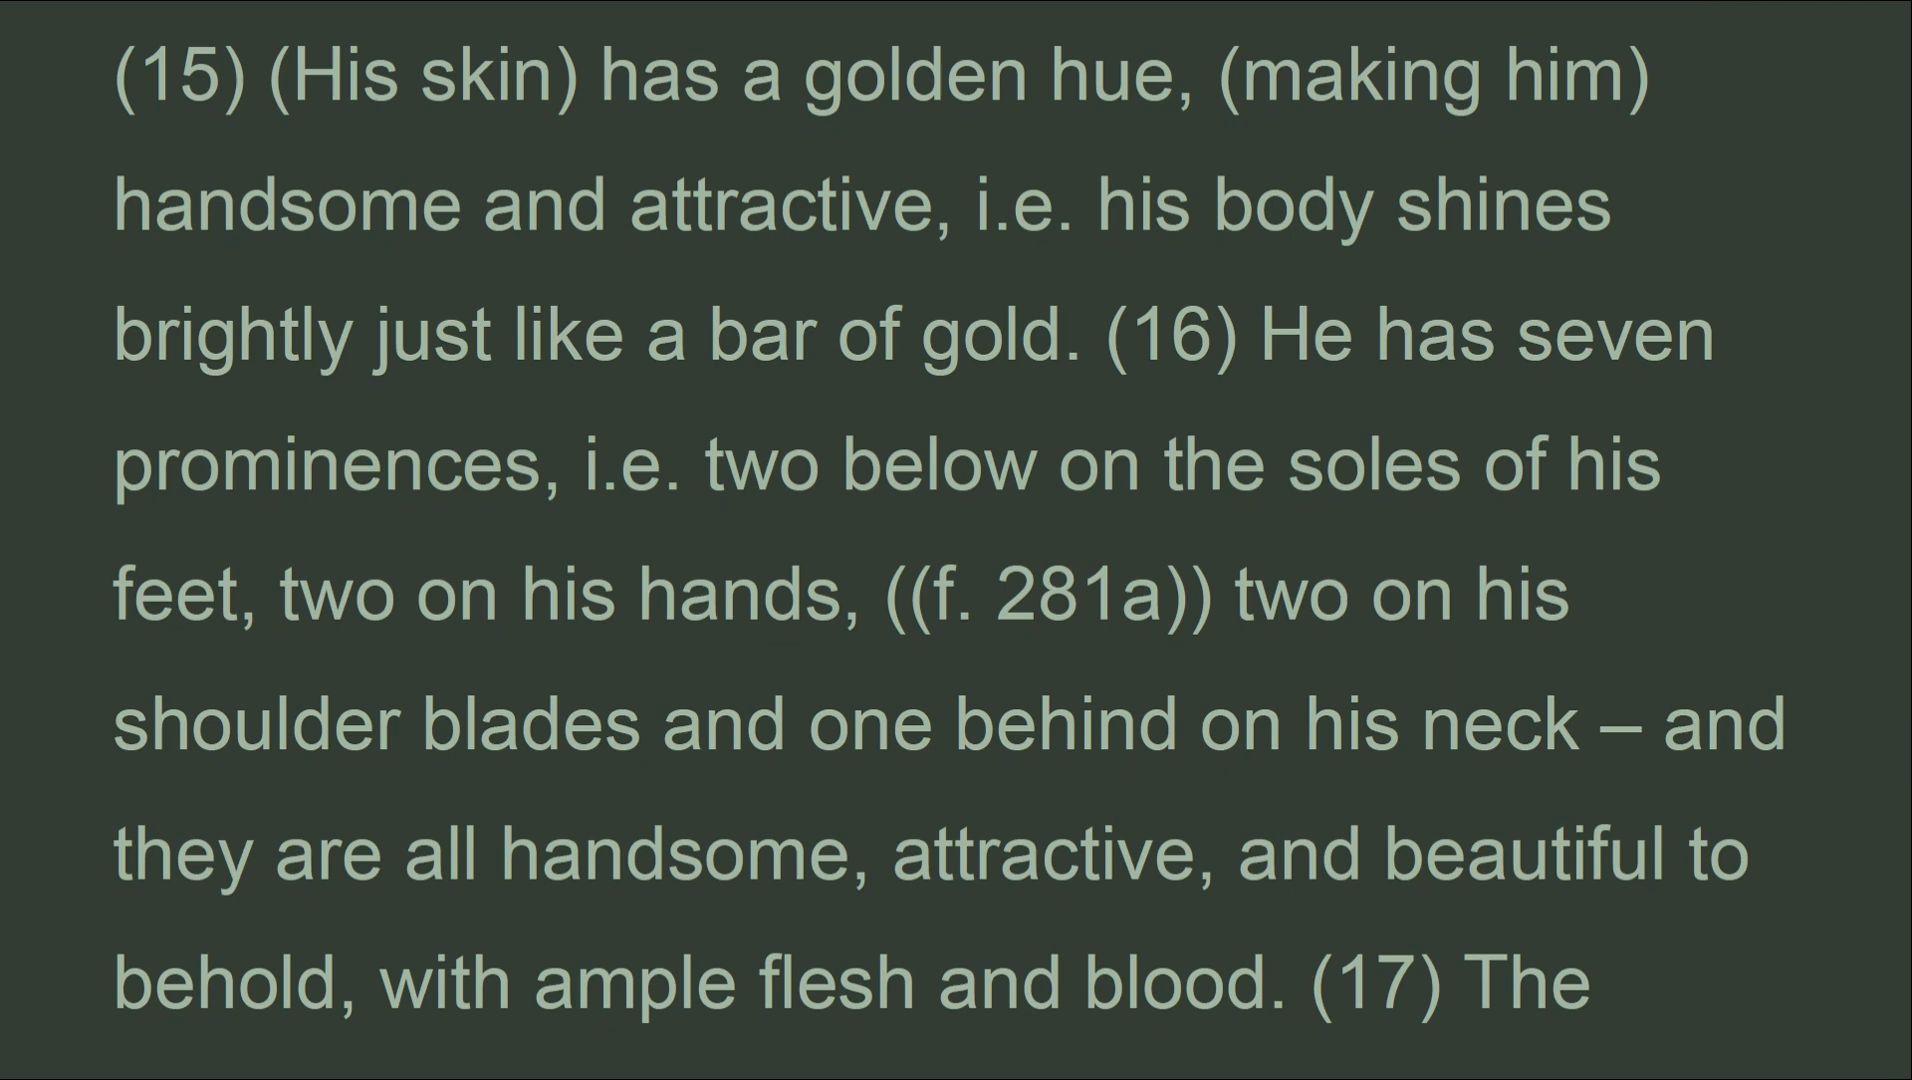 (15) (His skin) has a golden hue, (making him)
handsome and attractive, i.e. his body shines
brightly just like a bar of gold. (16) He has seven
prominences, i.e. two below on the soles of his
feet, two on his hands, ((f. 281a)) two on his
shoulder blades and one behind on his neck – and
they are all handsome, attractive, and beautiful to
behold, with ample flesh and blood. (17) The